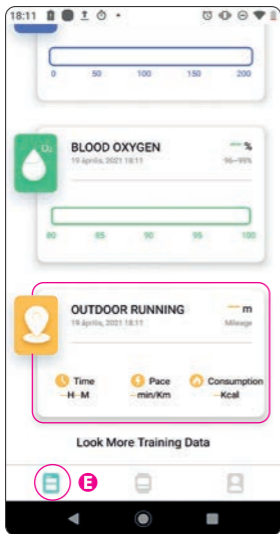 18:11
0 50 100 150 200
O₂ BLOOD OXYGEN -- %
19 április, 2021 18:11 96~99%
80 85 90 95 100
OUTDOOR RUNNING -- m
19 április, 2021 18:11 Mileage
Time Pace Consumption
--H--M --min/Km --Kcal
Look More Training Data
E